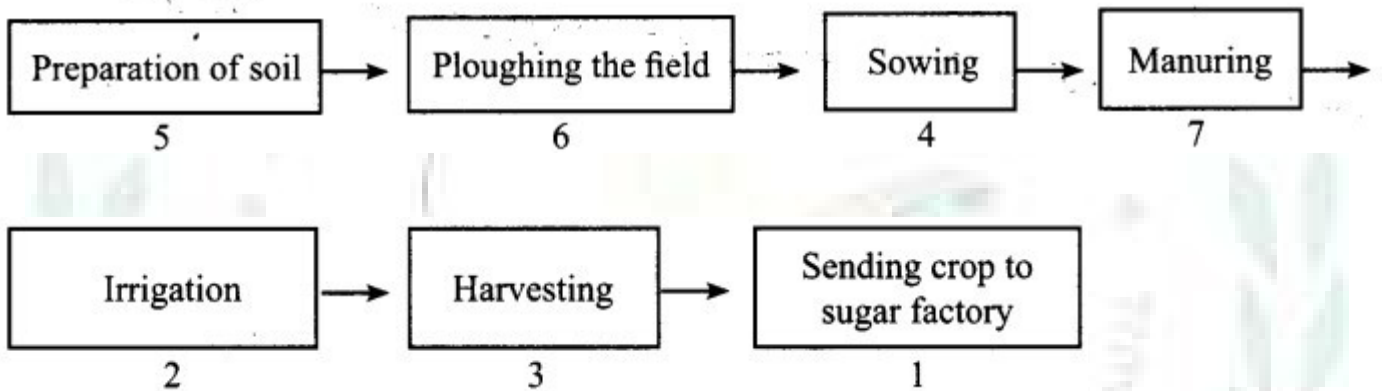 Preparation of soil → Ploughing the field → Sowing → Manuring →
5 6 4 7
Irrigation → Harvesting → Sending crop to
sugar factory
2 3 1